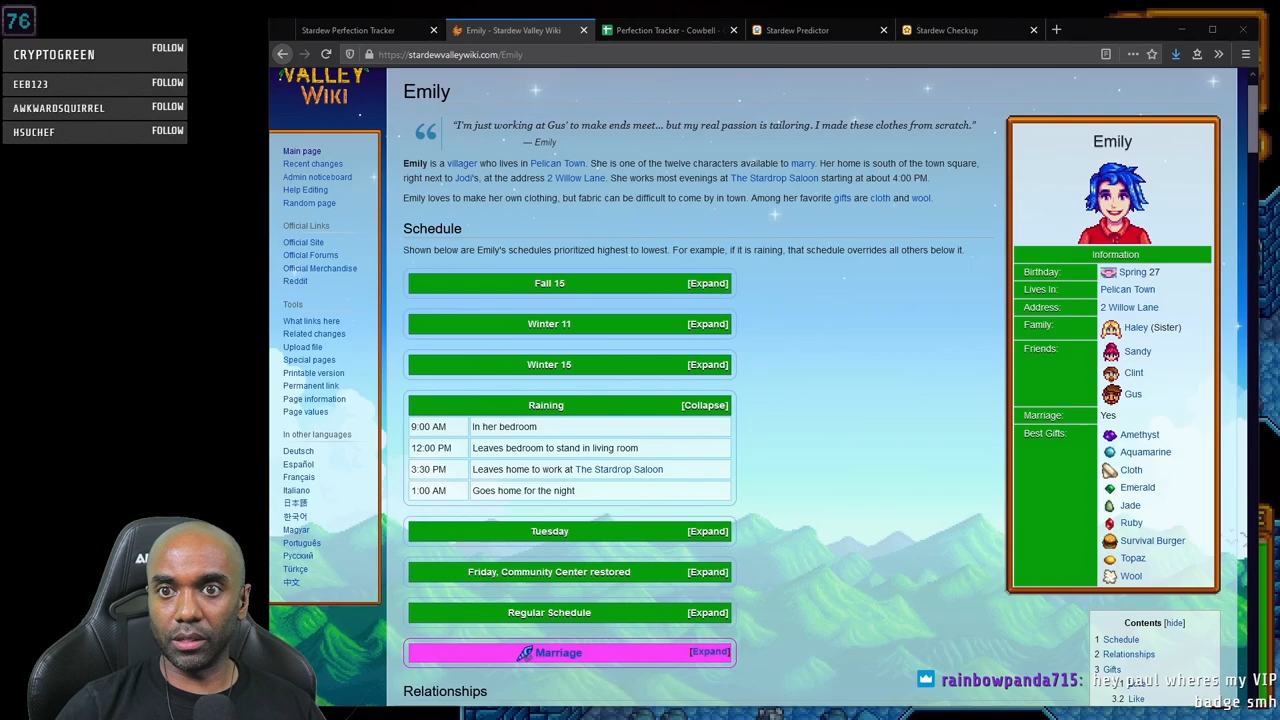 76
CRYPTOGREEN FOLLOW
EEB123 FOLLOW
AWKWARDSQUIRREL FOLLOW
HSUCHEF FOLLOW
Stardew Perfection Tracker
Emily - Stardew Valley Wiki
Perfection Tracker - Cowbell -
Stardew Predictor
Stardew Checkup
https://stardewvalleywiki.com/Emily
VALLEY
WIKI
Main page
Recent changes
Admin noticeboard
Help Editing
Random page
Official Links
Official Site
Official Forums
Official Merchandise
Reddit
Tools
What links here
Related changes
Upload file
Special pages
Printable version
Permanent link
Page information
Page values
In other languages
Deutsch
Español
Français
Italiano
日本語
한국어
Magyar
Português
Русский
Türkçe
中文
Emily
“I'm just working at Gus' to make ends meet... but my real passion is tailoring. I made these clothes from scratch.”
— Emily
Emily is a villager who lives in Pelican Town. She is one of the twelve characters available to marry. Her home is south of the town square,
right next to Jodi's, at the address 2 Willow Lane. She works most evenings at The Stardrop Saloon starting at about 4:00 PM.
Emily loves to make her own clothing, but fabric can be difficult to come by in town. Among her favorite gifts are cloth and wool.
Schedule
Shown below are Emily's schedules prioritized highest to lowest. For example, if it is raining, that schedule overrides all others below it.
Fall 15 [Expand]
Winter 11 [Expand]
Winter 15 [Expand]
Raining [Collapse]
9:00 AM In her bedroom
12:00 PM Leaves bedroom to stand in living room
3:30 PM Leaves home to work at The Stardrop Saloon
1:00 AM Goes home for the night
Tuesday [Expand]
Friday, Community Center restored [Expand]
Regular Schedule [Expand]
Marriage [Expand]
Relationships
Emily
Information
Birthday: Spring 27
Lives In: Pelican Town
Address: 2 Willow Lane
Family: Haley (Sister)
Friends: Sandy
Clint
Gus
Marriage: Yes
Best Gifts: Amethyst
Aquamarine
Cloth
Emerald
Jade
Ruby
Survival Burger
Topaz
Wool
Contents [hide]
1 Schedule
2 Relationships
3 Gifts
3.2 Like
rainbowpanda715: hey paul wheres my VIP
badge smh